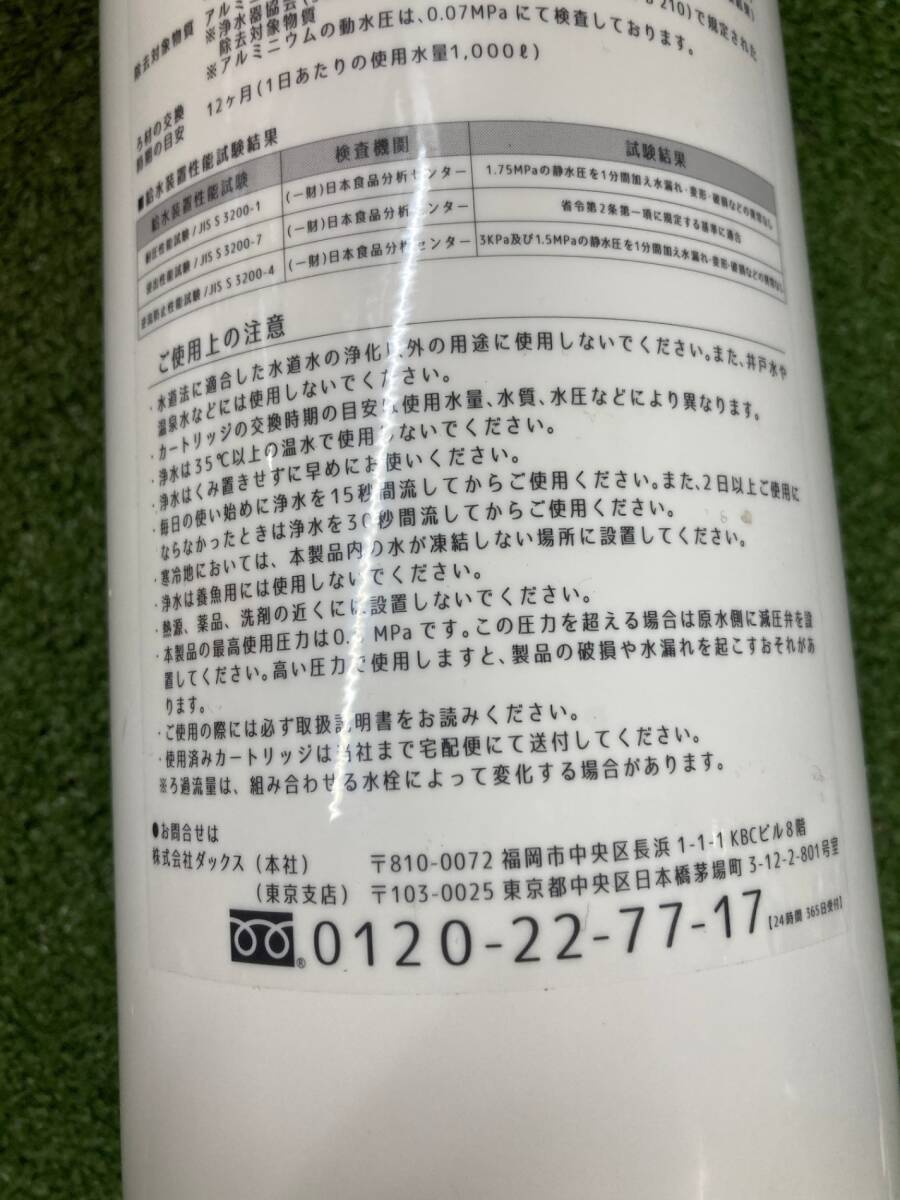 除去対象物質
※浄水器協会
除去対象物質 210)で規定された
※アルミニウムの動水圧は、0.07MPaにて検査しております。
ろ材の交換
時期の目安 12ヶ月(1日あたりの使用水量1,000ℓ)
■給水装置性能試験結果
給水装置性能試験 検査機関 試験結果
耐圧性能試験/JIS S 3200-1 (一財)日本食品分析センター 1.75MPaの静水圧を1分間加え水漏れ・変形・破損などの異常なし
浸出性能試験/JIS S 3200-7 (一財)日本食品分析センター 省令第2条第一項に規定する基準に適合
逆流防止性能試験/JIS S 3200-4 (一財)日本食品分析センター 3KPa及び1.5MPaの静水圧を1分間加え水漏れ・変形・破損などの異常なし
ご使用上の注意
・水道法に適合した水道水の浄化以外の用途に使用しないでください。また、井戸水や
温泉水などには使用しないでください。
・カートリッジの交換時期の目安は使用水量、水質、水圧などにより異なります。
・浄水は35℃以上の温水で使用しないでください。
・浄水はくみ置きせずに早めにお使いください。
・毎日の使い始めに浄水を15秒間流してからご使用ください。また、2日以上ご使用に
ならなかったときは浄水を30秒間流してからご使用ください。
・寒冷地においては、本製品内の水が凍結しない場所に設置してください。
・浄水は養魚用には使用しないでください。
・熱源、薬品、洗剤の近くには設置しないでください。
・本製品の最高使用圧力は0. MPaです。この圧力を超える場合は原水側に減圧弁を設
置してください。高い圧力で使用しますと、製品の破損や水漏れを起こすおそれがあ
ります。
・ご使用の際には必ず取扱説明書をお読みください。
・使用済みカートリッジは当社まで宅配便にて送付してください。
※ろ過流量は、組み合わせる水栓によって変化する場合があります。
●お問合せは
株式会社ダックス (本社) 〒810-0072 福岡市中央区長浜 1-1-1 KBCビル8階
(東京支店) 〒103-0025 東京都中央区日本橋茅場町 3-12-2-801号室
® 0120-22-77-17【24時間 365日受付】